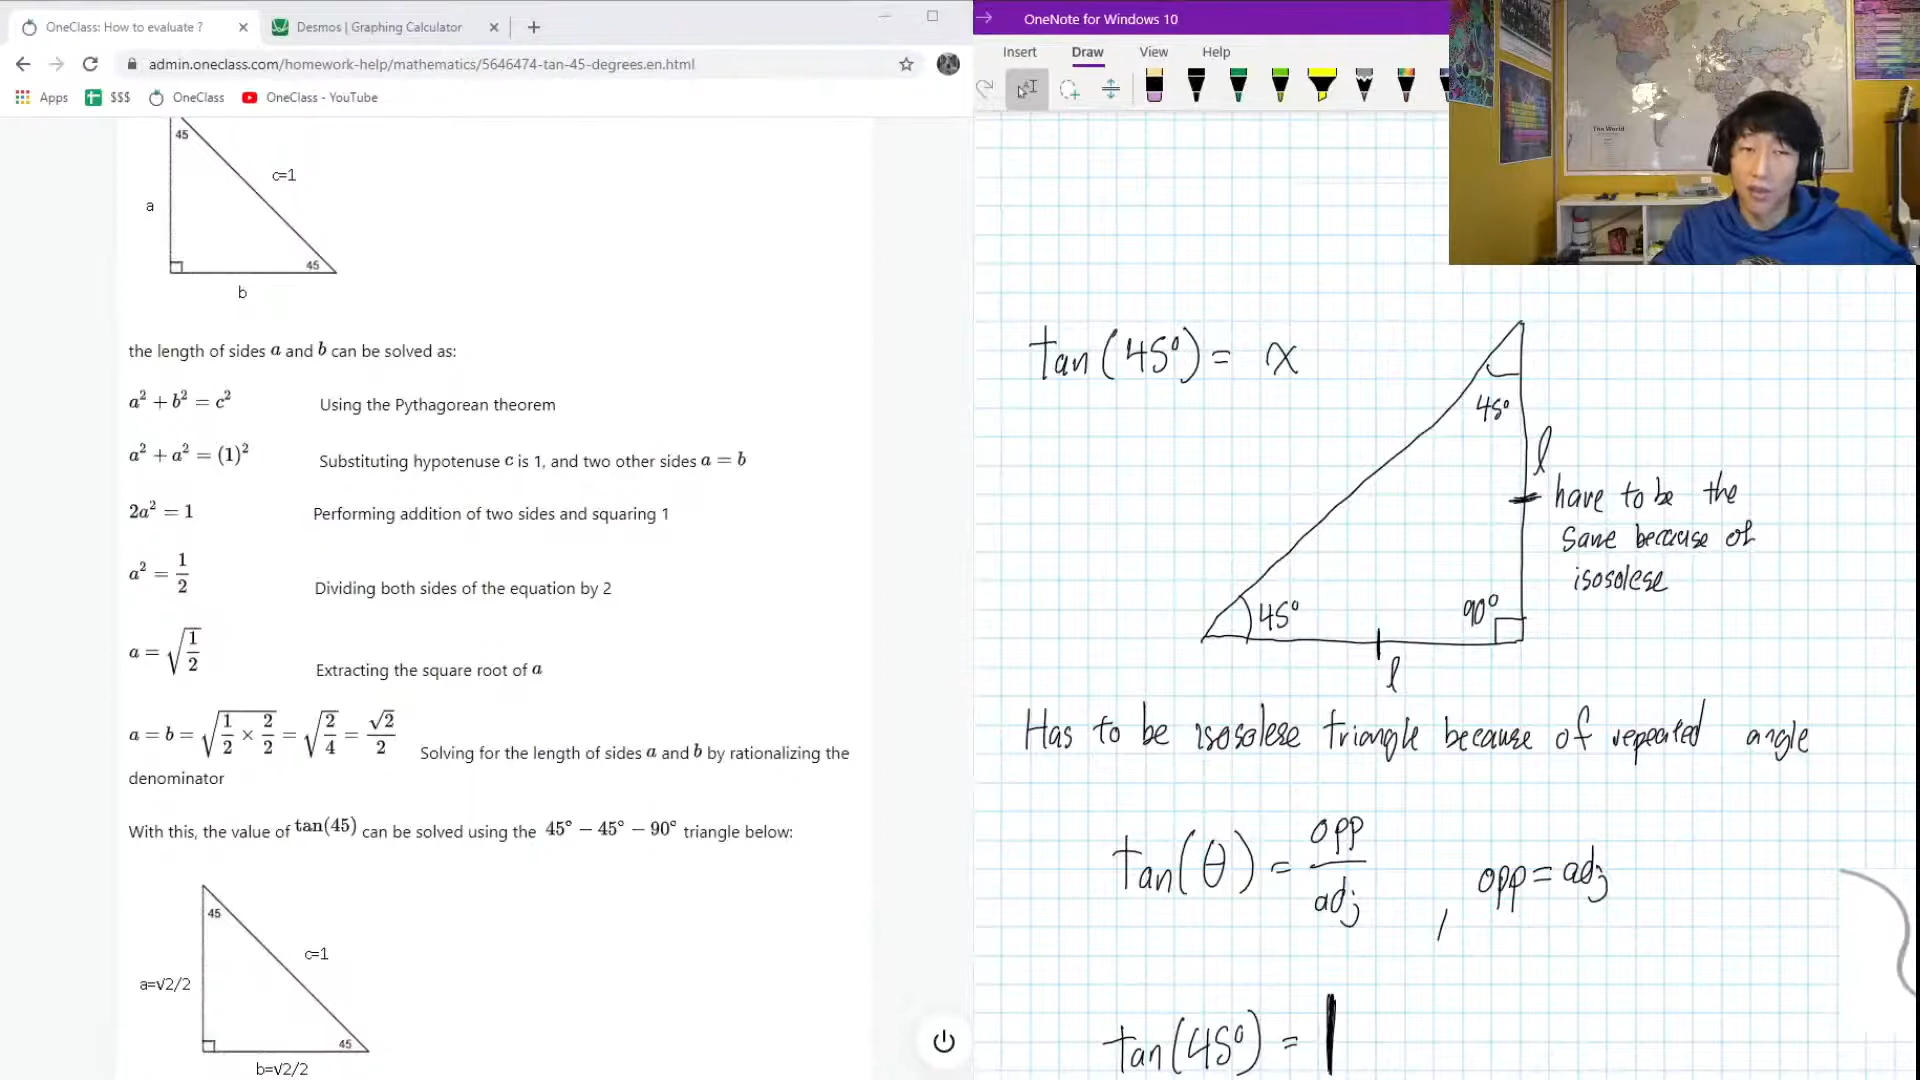 OneClass: How to evaluate ?
Desmos | Graphing Calculator
admin.oneclass.com/homework-help/mathematics/5646474-tan-45-degrees.en.html
Apps
$$$
OneClass
OneClass - YouTube
45
c=1
a
45
b
the length of sides a and b can be solved as:
a² + b² = c² Using the Pythagorean theorem
a² + a² = (1)² Substituting hypotenuse c is 1, and two other sides a = b
2a² = 1 Performing addition of two sides and squaring 1
a² = 1/2 Dividing both sides of the equation by 2
a = √(1/2) Extracting the square root of a
a = b = √(1/2 × 2/2) = √(2/4) = √2/2 Solving for the length of sides a and b by rationalizing the
denominator
With this, the value of tan(45) can be solved using the 45° − 45° − 90° triangle below:
45
c=1
a=√2/2
45
b=√2/2
OneNote for Windows 10
Insert Draw View Help
The World
tan(45°) = x
45°
l
have to be the
same because of
isosolese
45°
90°
l
Has to be isosolese triangle because of repeated angle
tan(θ) = opp/adj , opp = adj
tan(45°) = 1